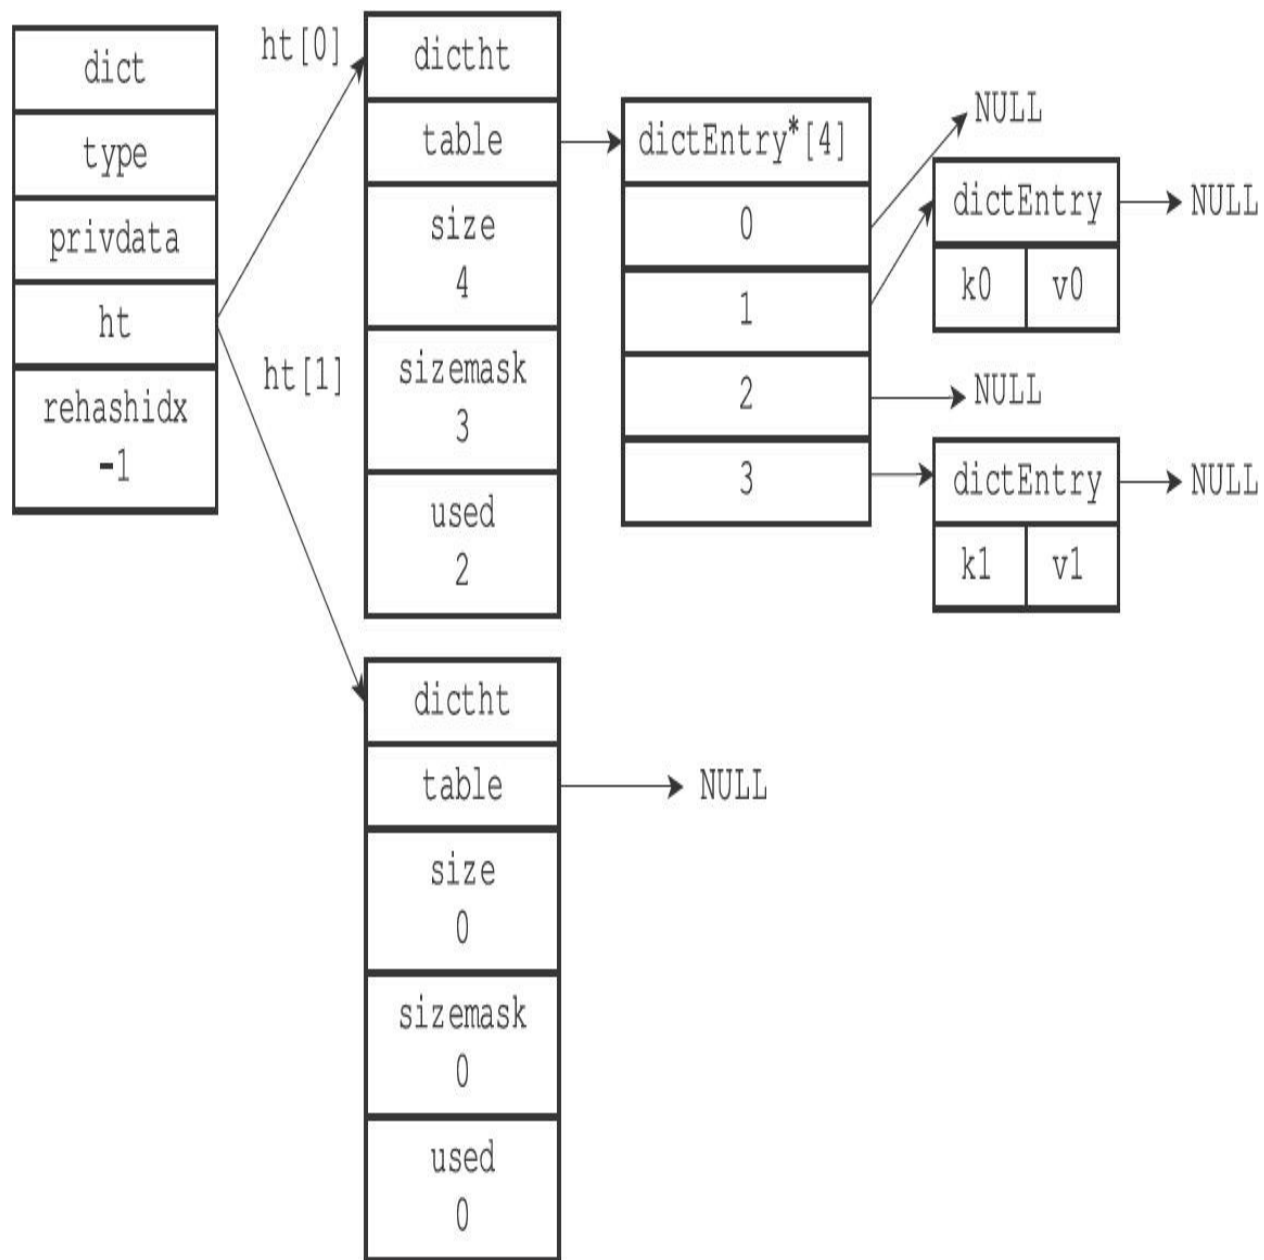 dict
type
privdata
ht
rehashidx
-1
ht[0]
ht[1]
dictht
table
size
4
sizemask
3
used
2
dictEntry*[4]
0
1
2
3
NULL
dictEntry
NULL
k0 v0
NULL
dictEntry
NULL
k1 v1
dictht
table
NULL
size
0
sizemask
0
used
0